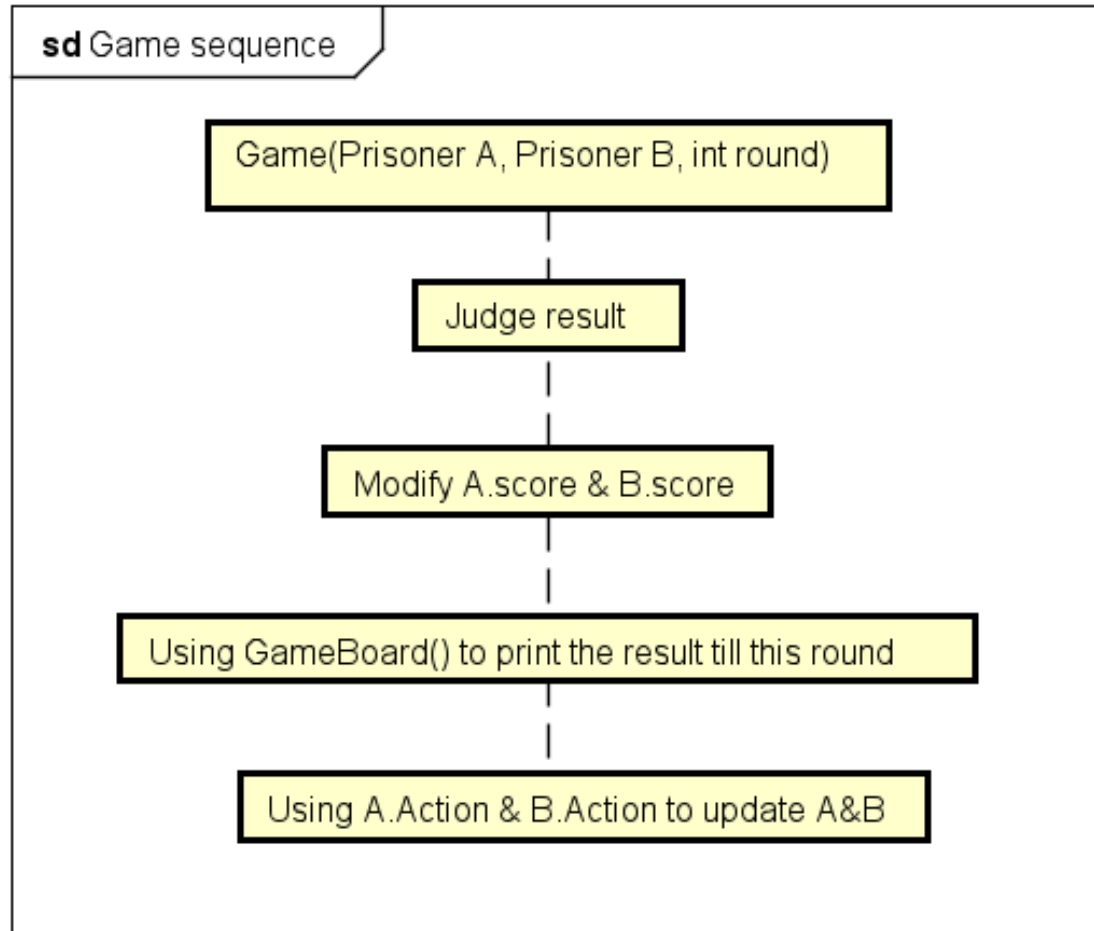 sd Game sequence
Game(Prisoner A, Prisoner B, int round)
Judge result
Modify A.score & B.score
Using GameBoard() to print the result till this round
Using A.Action & B.Action to update A&B